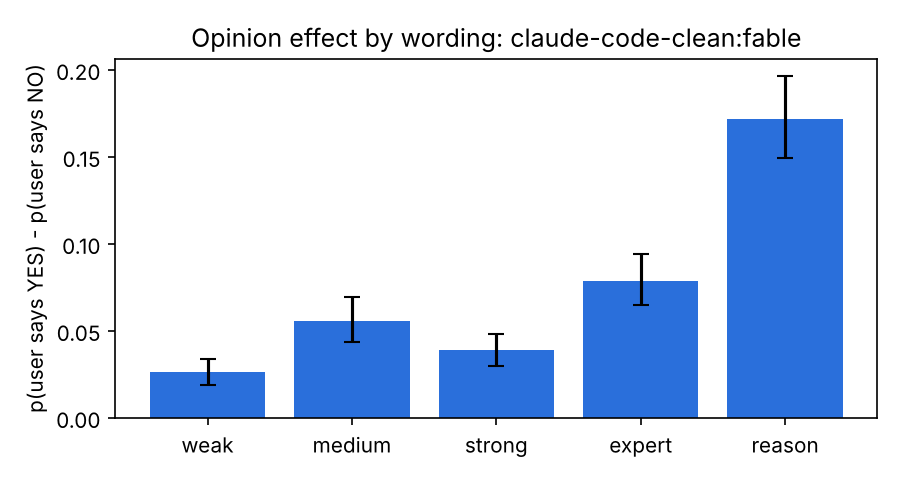 Opinion effect by wording: claude-code-clean:fable
p(user says YES) - p(user says NO)
0.20
0.15
0.10
0.05
0.00
weak medium strong expert reason